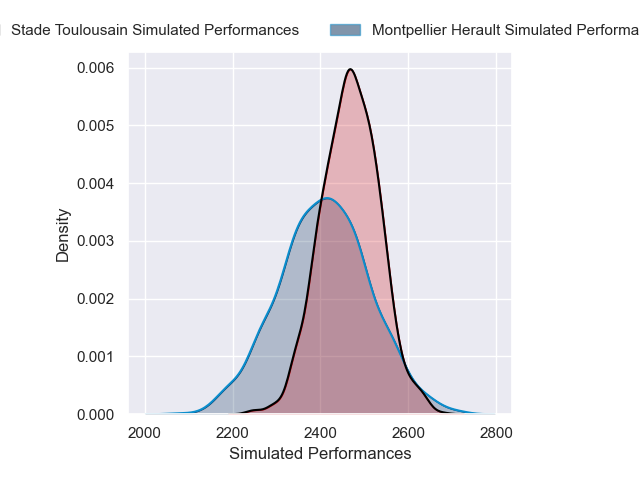 Stade Toulousain Simulated Performances Montpellier Herault Simulated Performa
0.006
0.005
0.004
0.003
0.002
0.001
0.000
Density
2000 2200 2400 2600 2800
Simulated Performances